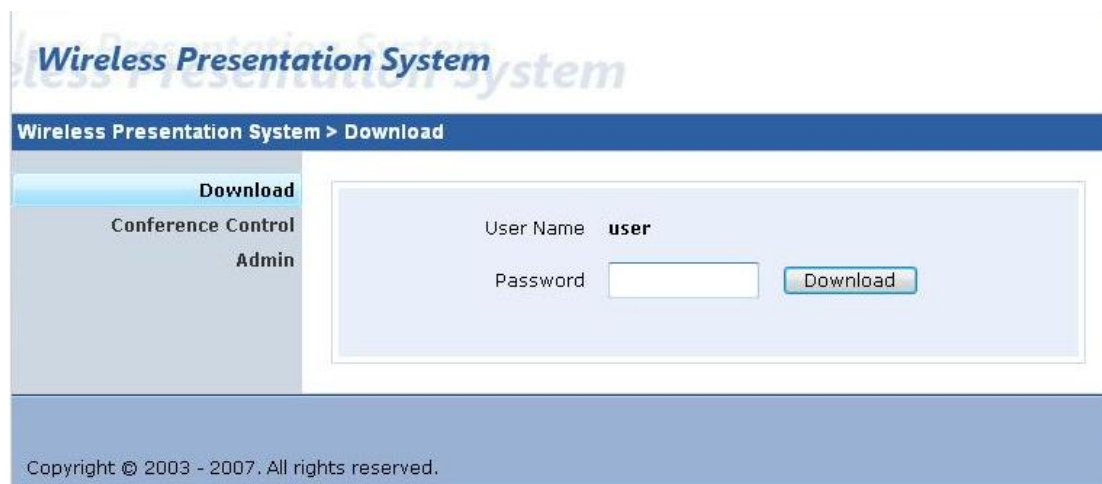 Wireless Presentation System
Wireless Presentation System > Download
Download
Conference Control
Admin
User Name user
Password Download
Copyright © 2003 - 2007. All rights reserved.